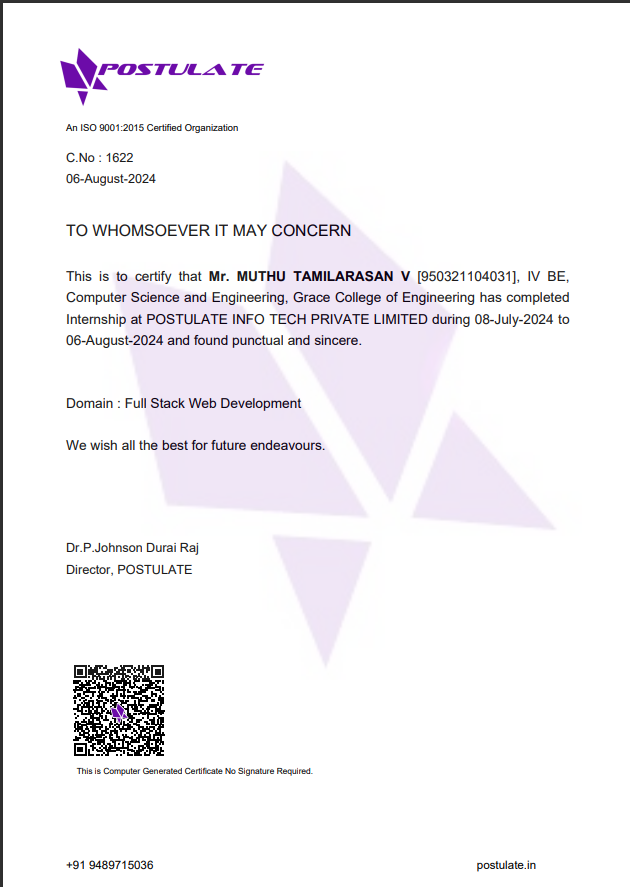 POSTULATE
An ISO 9001:2015 Certified Organization
C.No : 1622
06-August-2024
TO WHOMSOEVER IT MAY CONCERN
This is to certify that Mr. MUTHU TAMILARASAN V [950321104031], IV BE,
Computer Science and Engineering, Grace College of Engineering has completed
Internship at POSTULATE INFO TECH PRIVATE LIMITED during 08-July-2024 to
06-August-2024 and found punctual and sincere.
Domain : Full Stack Web Development
We wish all the best for future endeavours.
Dr.P.Johnson Durai Raj
Director, POSTULATE
This is Computer Generated Certificate No Signature Required.
+91 9489715036
postulate.in